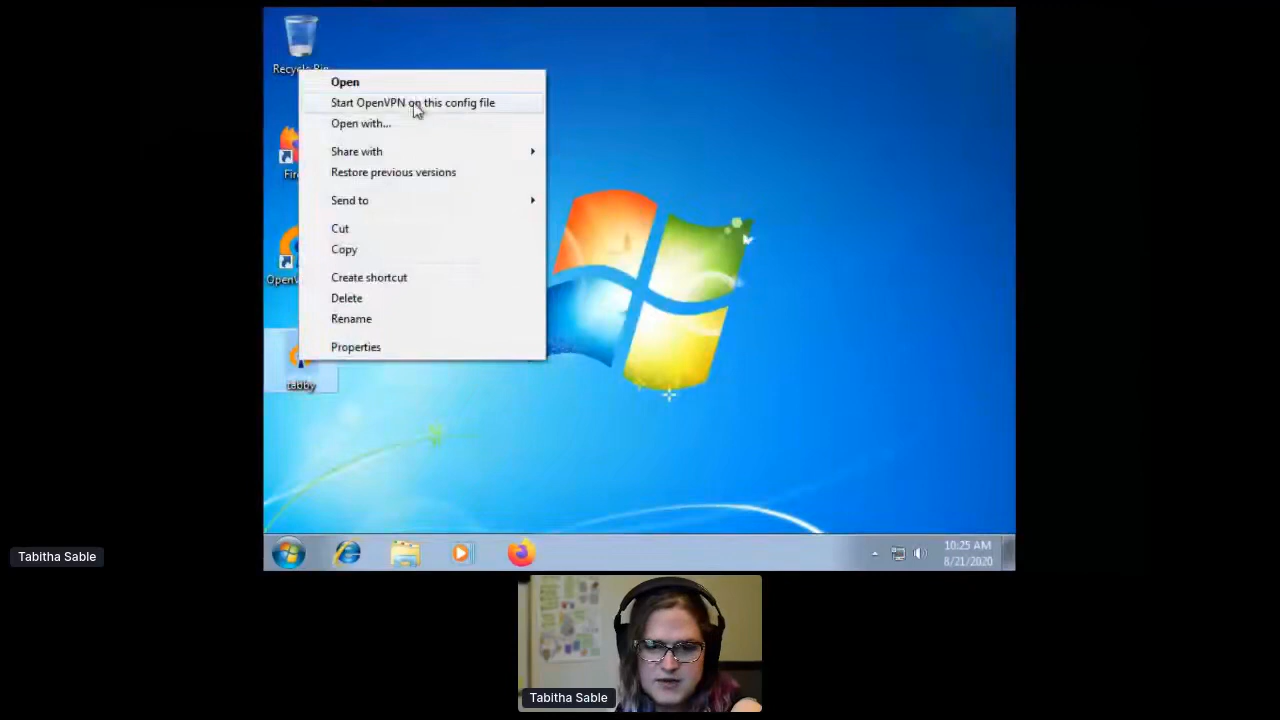 Open
Start OpenVPN on this config file
Open with...
Share with
Restore previous versions
Send to
Cut
Copy
Create shortcut
Delete
Rename
Properties
tabby
10:25 AM
8/21/2020
Tabitha Sable
Tabitha Sable